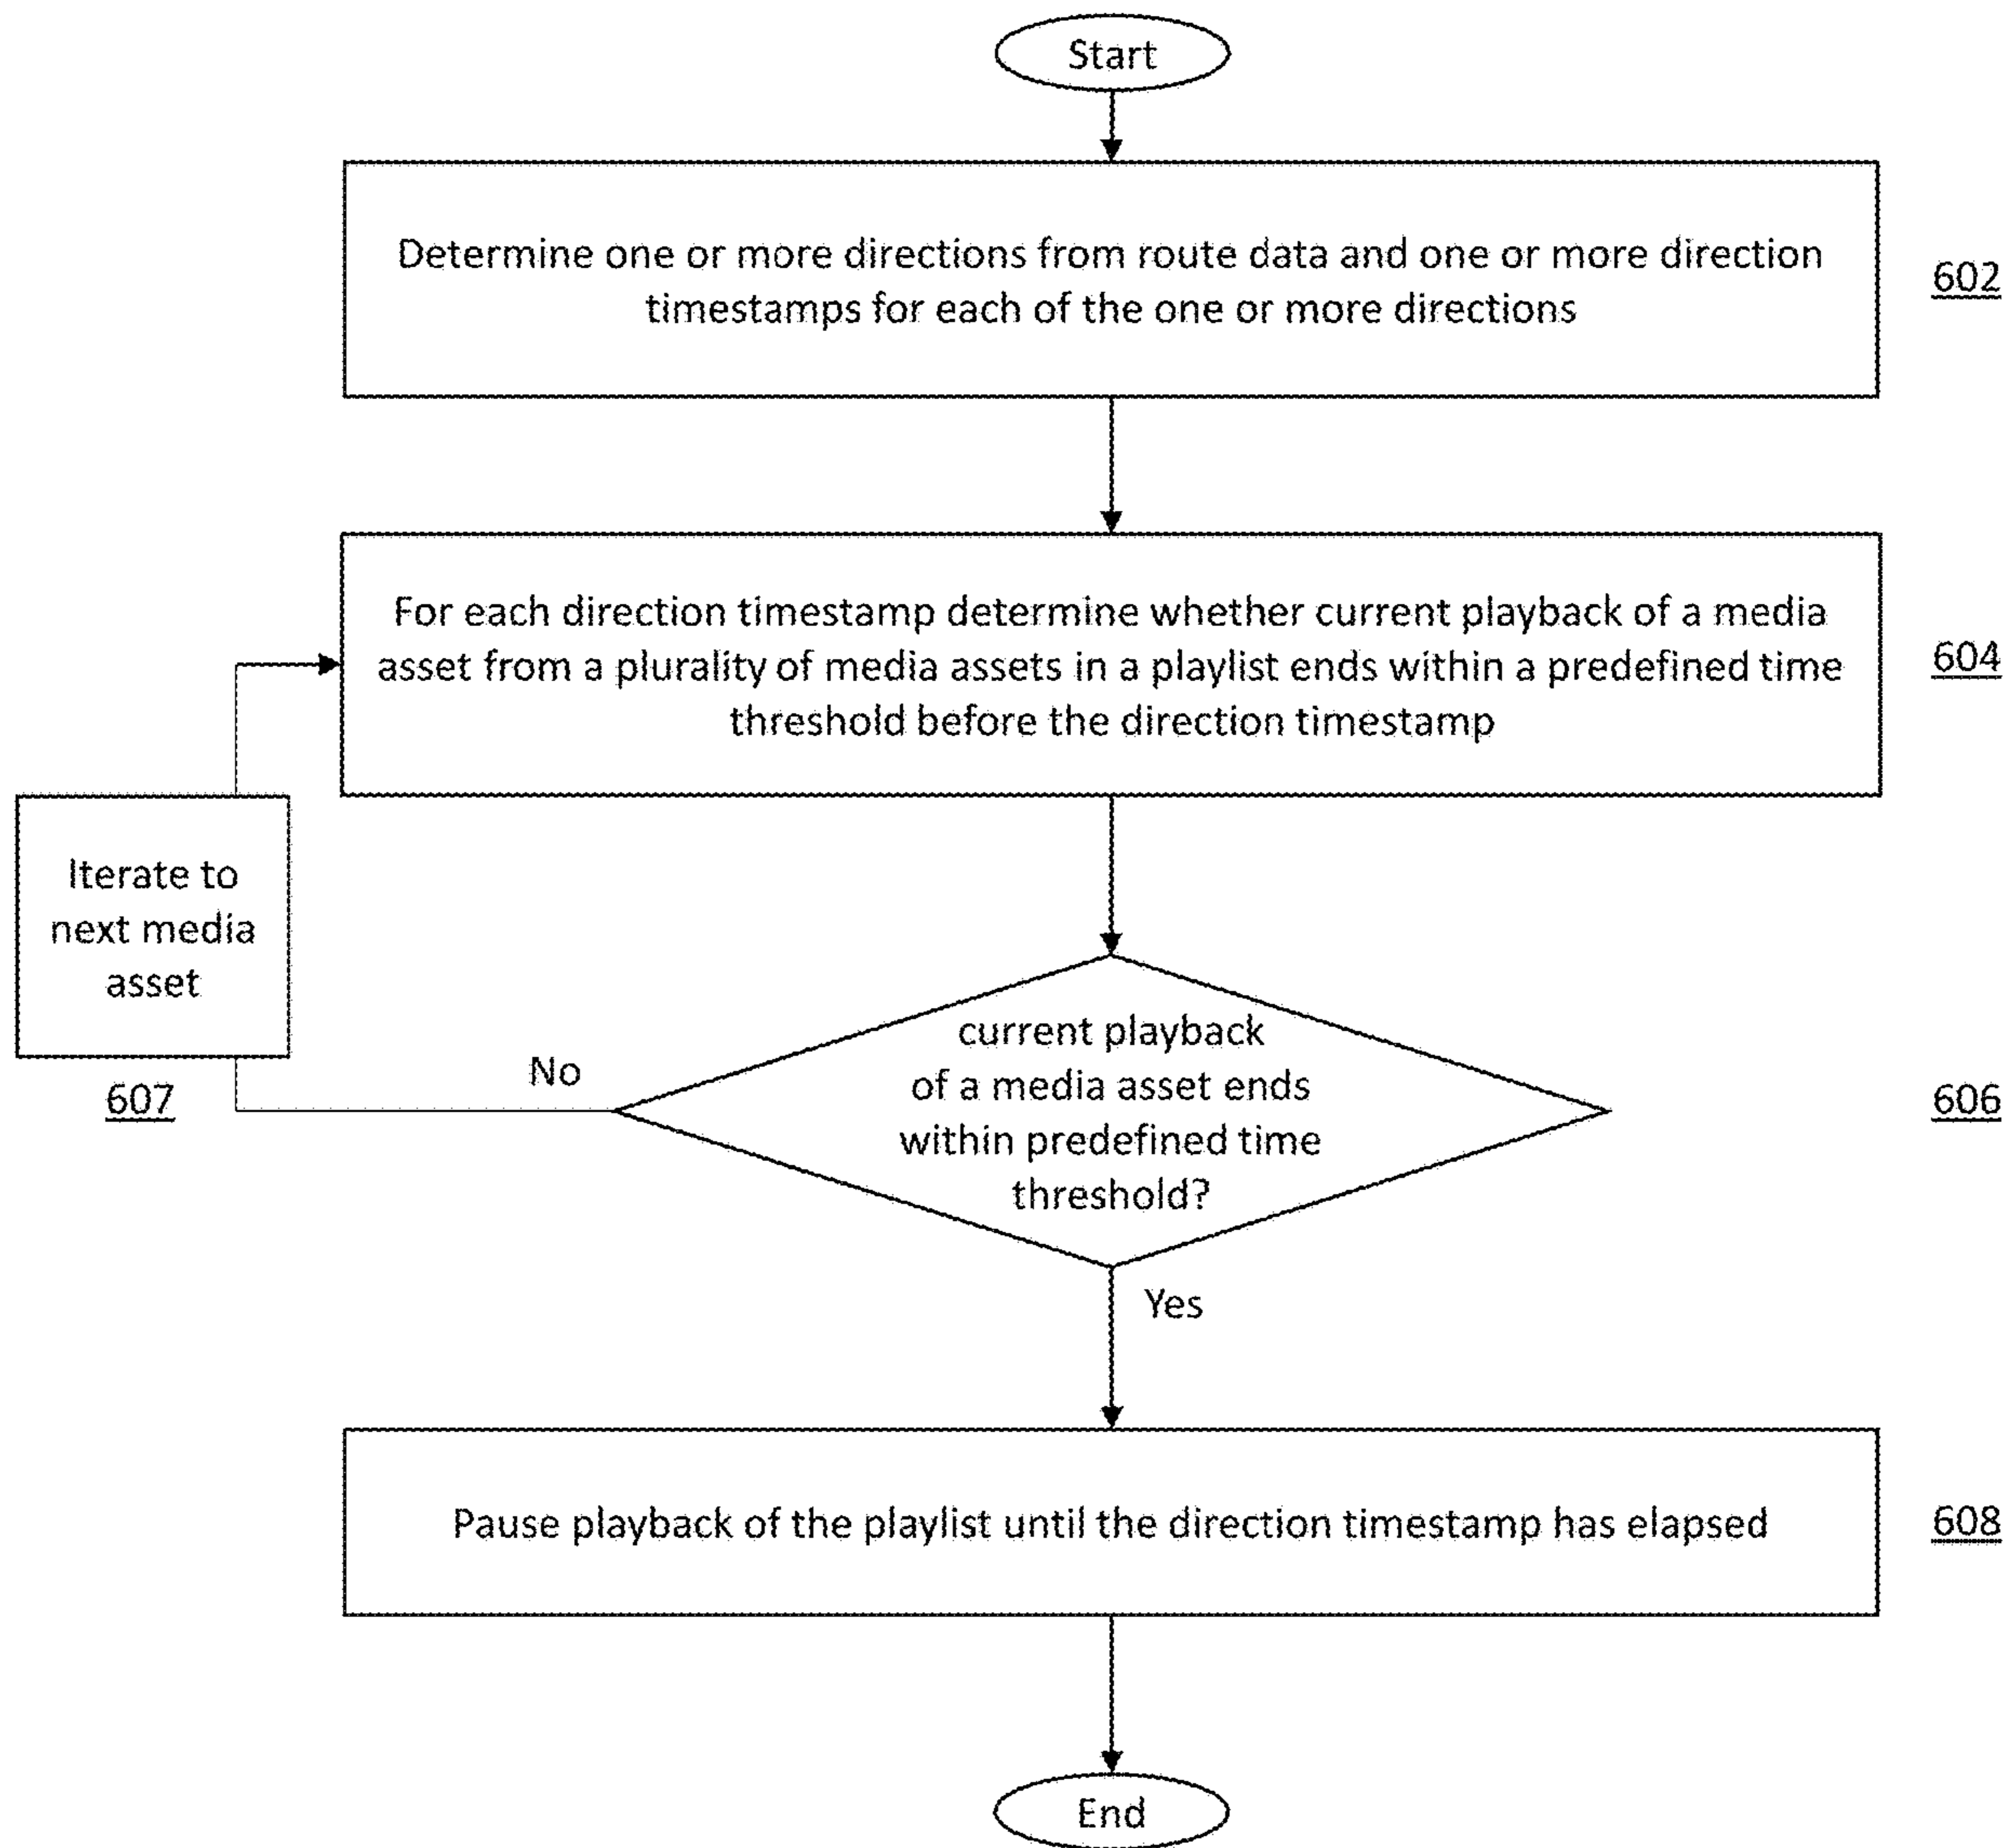 Start
Determine one or more directions from route data and one or more direction
timestamps for each of the one or more directions
602
For each direction timestamp determine whether current playback of a media
asset from a plurality of media assets in a playlist ends within a predefined time
threshold before the direction timestamp
604
Iterate to
next media
asset
607
No
current playback
of a media asset ends
within predefined time
threshold?
606
Yes
Pause playback of the playlist until the direction timestamp has elapsed
608
End